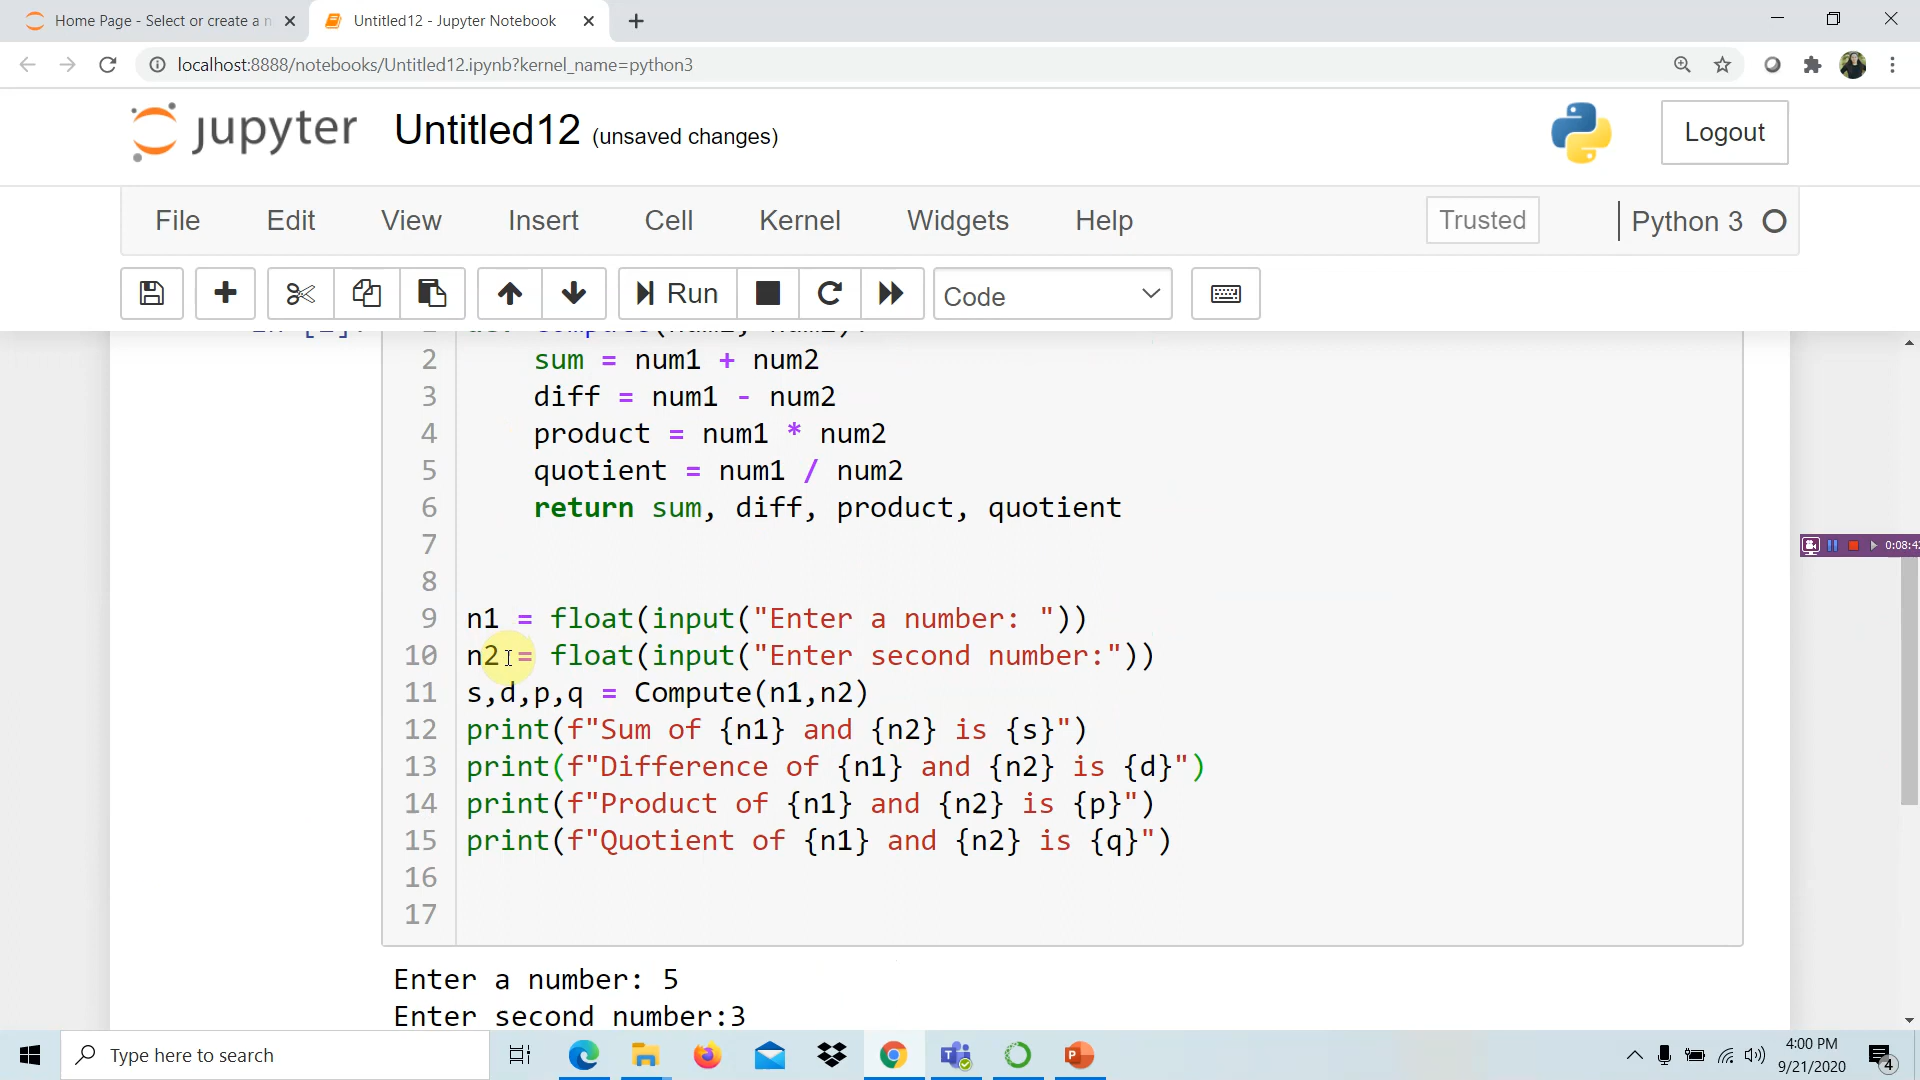 Home Page - Select or create a n
Untitled12 - Jupyter Notebook
localhost:8888/notebooks/Untitled12.ipynb?kernel_name=python3
jupyter Untitled12 (unsaved changes)
Logout
File Edit View Insert Cell Kernel Widgets Help Trusted Python 3
Run Code
2 sum = num1 + num2
3 diff = num1 - num2
4 product = num1 * num2
5 quotient = num1 / num2
6 return sum, diff, product, quotient
7
8
9 n1 = float(input("Enter a number: "))
10 n2 = float(input("Enter second number:"))
11 s,d,p,q = Compute(n1,n2)
12 print(f"Sum of {n1} and {n2} is {s}")
13 print(f"Difference of {n1} and {n2} is {d}")
14 print(f"Product of {n1} and {n2} is {p}")
15 print(f"Quotient of {n1} and {n2} is {q}")
16
17
Enter a number: 5
Enter second number:3
0:08:42
Type here to search
4:00 PM
9/21/2020
4